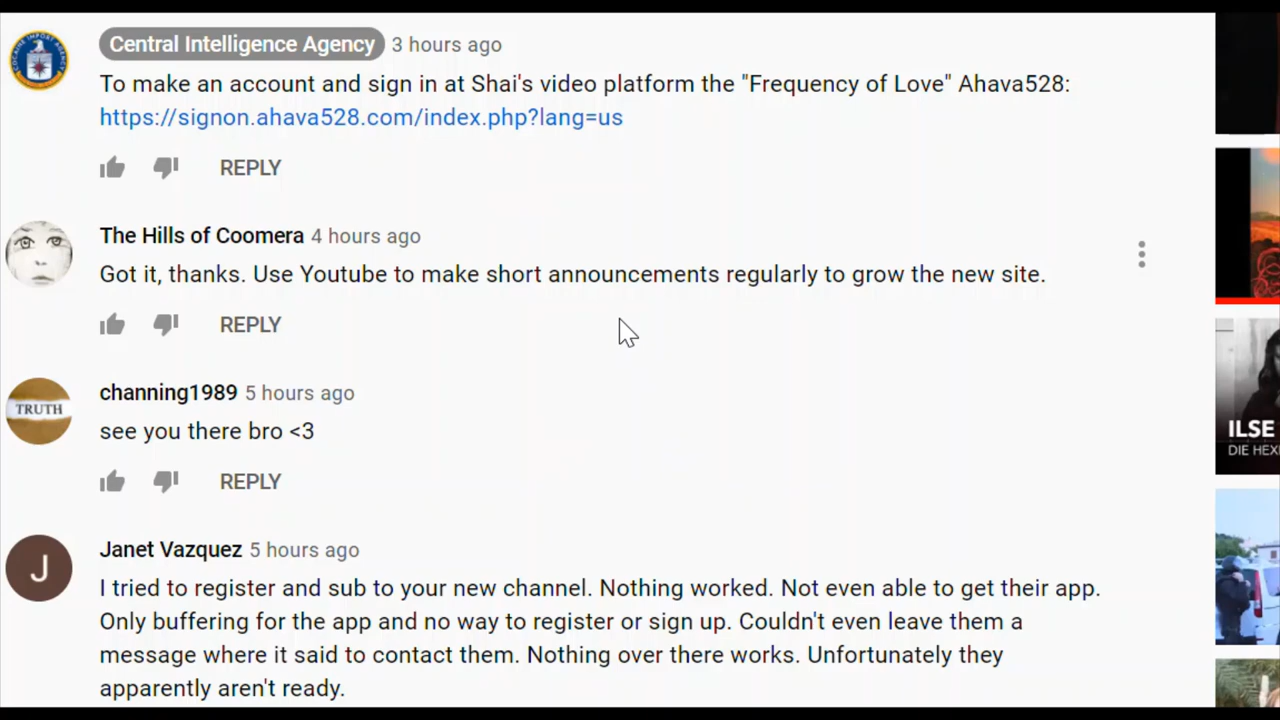 Central Intelligence Agency 3 hours ago
To make an account and sign in at Shai's video platform the "Frequency of Love" Ahava528:
https://signon.ahava528.com/index.php?lang=us
REPLY
The Hills of Coomera 4 hours ago
Got it, thanks. Use Youtube to make short announcements regularly to grow the new site.
REPLY
TRUTH
channing1989 5 hours ago
see you there bro <3
REPLY
ILSE
J
Janet Vazquez 5 hours ago
I tried to register and sub to your new channel. Nothing worked. Not even able to get their app.
Only buffering for the app and no way to register or sign up. Couldn't even leave them a
message where it said to contact them. Nothing over there works. Unfortunately they
apparently aren't ready.